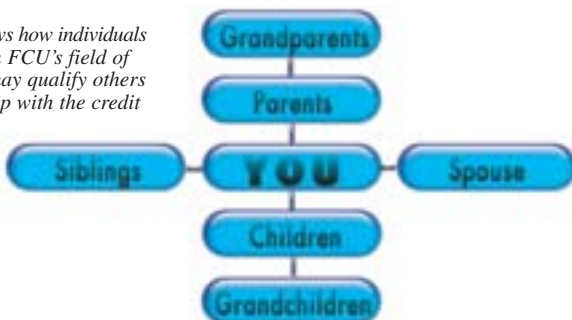 ws how individuals
FCU's field of
ay qualify others
p with the credit
Grandparents
Parents
Siblings
YOU
Spouse
Children
Grandchildren